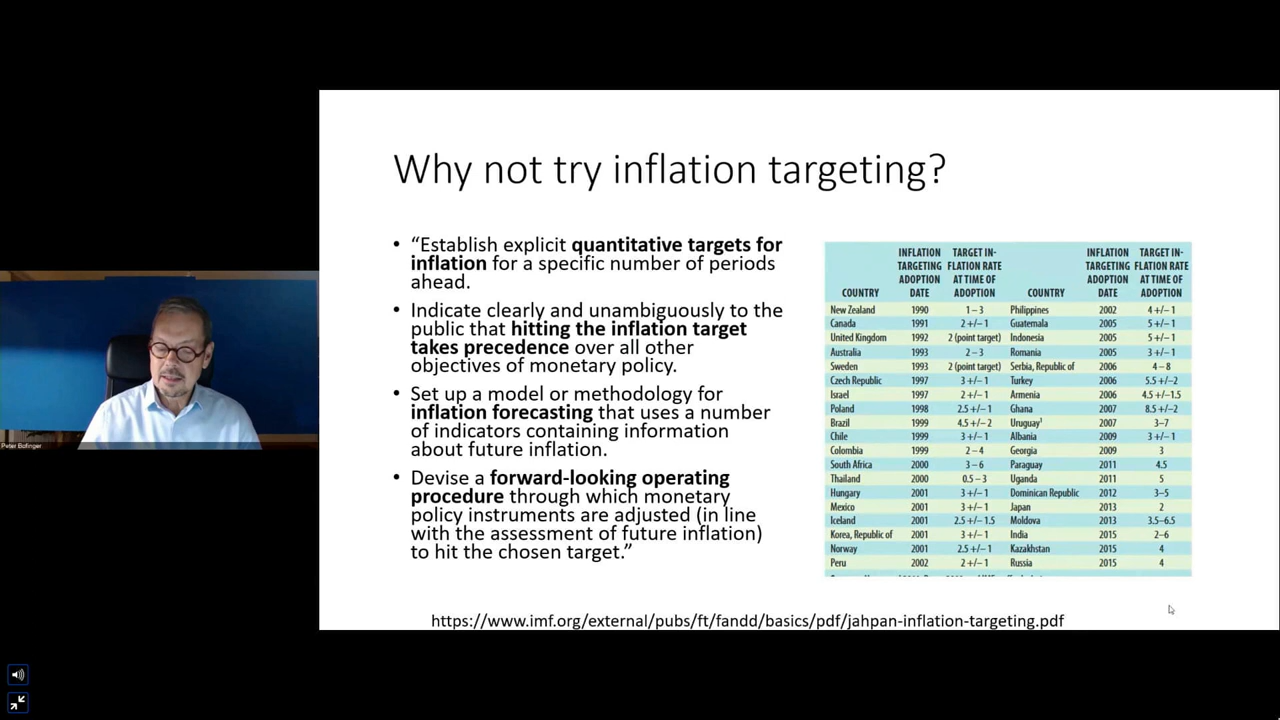 Why not try inflation targeting?
• “Establish explicit quantitative targets for
inflation for a specific number of periods
ahead.
• Indicate clearly and unambiguously to the
public that hitting the inflation target
takes precedence over all other
objectives of monetary policy.
• Set up a model or methodology for
inflation forecasting that uses a number
of indicators containing information
about future inflation.
• Devise a forward-looking operating
procedure through which monetary
policy instruments are adjusted (in line
with the assessment of future inflation)
to hit the chosen target.”
INFLATION TARGET IN- INFLATION TARGET IN-
TARGETING FLATION RATE TARGETING FLATION RATE
ADOPTION AT TIME OF ADOPTION AT TIME OF
COUNTRY DATE ADOPTION COUNTRY DATE ADOPTION
New Zealand 1990 1–3 Philippines 2002 4 +/– 1
Canada 1991 2 +/– 1 Guatemala 2005 5 +/– 1
United Kingdom 1992 2 (point target) Indonesia 2005 5 +/– 1
Australia 1993 2–3 Romania 2005 3 +/– 1
Sweden 1993 2 (point target) Serbia, Republic of 2006 4–8
Czech Republic 1997 3 +/– 1 Turkey 2006 5.5 +/–2
Israel 1997 2 +/– 1 Armenia 2006 4.5 +/–1.5
Poland 1998 2.5 +/– 1 Ghana 2007 8.5 +/–2
Brazil 1999 4.5 +/– 2 Uruguay¹ 2007 3–7
Chile 1999 3 +/– 1 Albania 2009 3 +/– 1
Colombia 1999 2–4 Georgia 2009 3
South Africa 2000 3–6 Paraguay 2011 4.5
Thailand 2000 0.5–3 Uganda 2011 5
Hungary 2001 3 +/– 1 Dominican Republic 2012 3–5
Mexico 2001 3 +/– 1 Japan 2013 2
Iceland 2001 2.5 +/– 1.5 Moldova 2013 3.5–6.5
Korea, Republic of 2001 3 +/– 1 India 2015 2–6
Norway 2001 2.5 +/– 1 Kazakhstan 2015 4
Peru 2002 2 +/– 1 Russia 2015 4
https://www.imf.org/external/pubs/ft/fandd/basics/pdf/jahpan-inflation-targeting.pdf
Peter Bofinger